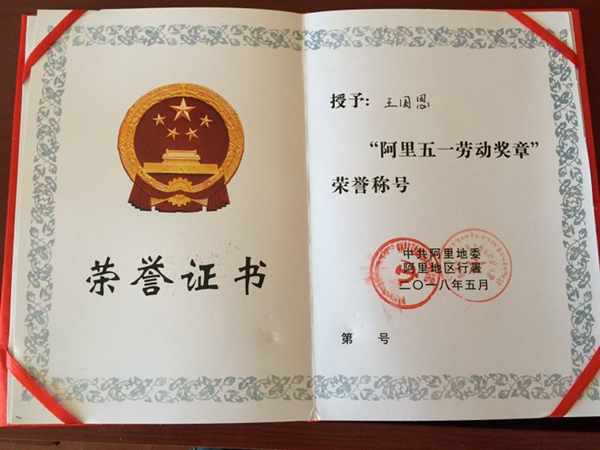 荣誉证书
授予：王国恩
“阿里五一劳动奖章”
荣誉称号
中共阿里地委
阿里地区行署
二〇一八年五月
第 号